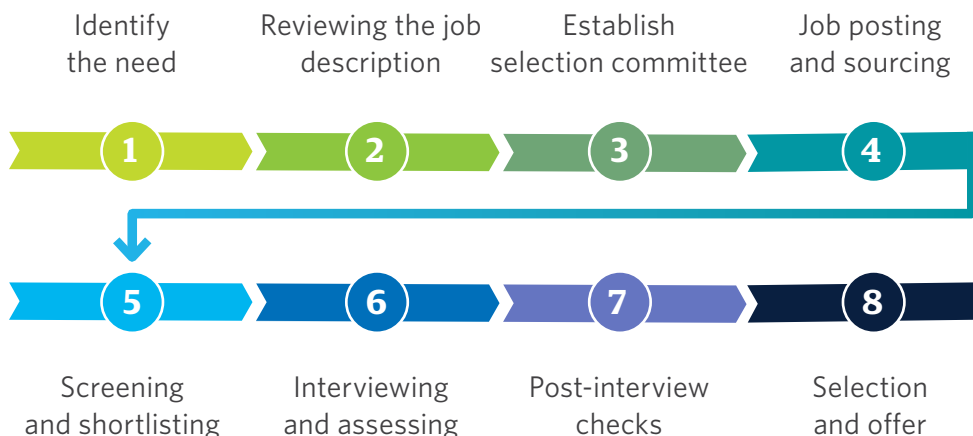 Identify
the need
Reviewing the job
description
Establish
selection committee
Job posting
and sourcing
1
2
3
4
5
6
7
8
Screening
and shortlisting
Interviewing
and assessing
Post-interview
checks
Selection
and offer